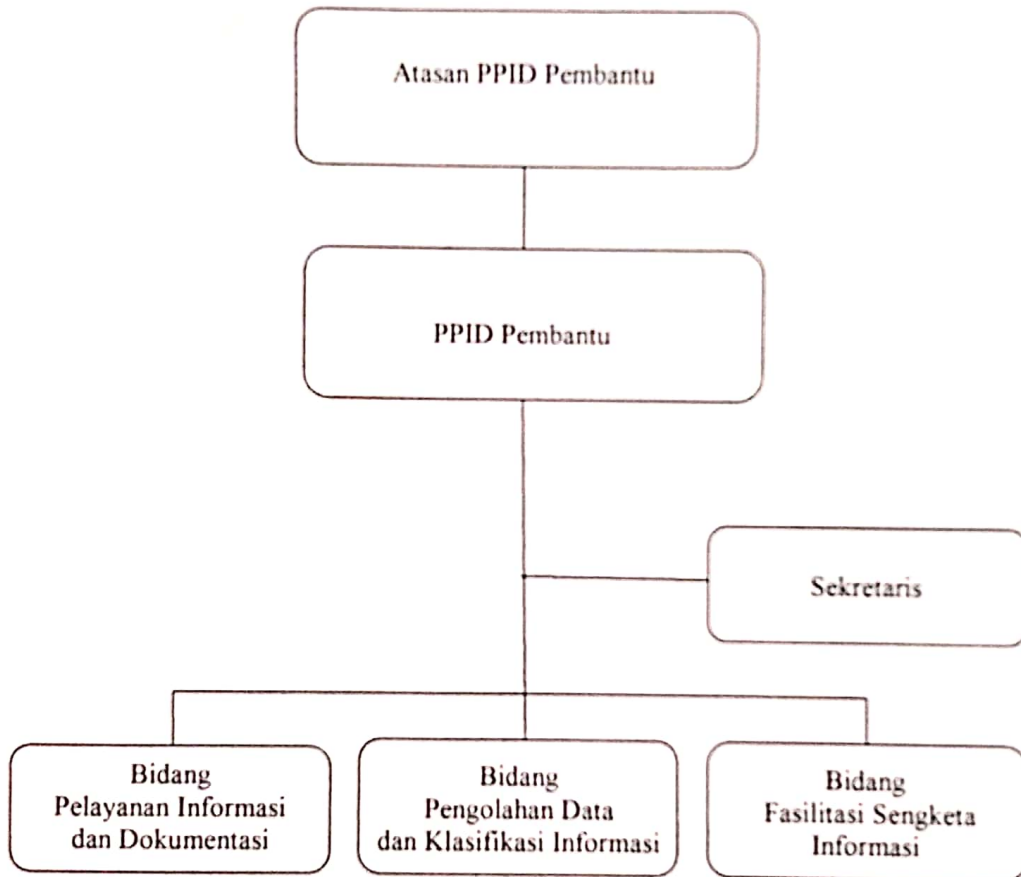 Atasan PPID Pembantu
PPID Pembantu
Sekretaris
Bidang
Pelayanan Informasi
dan Dokumentasi
Bidang
Pengolahan Data
dan Klasifikasi Informasi
Bidang
Fasilitasi Sengketa
Informasi